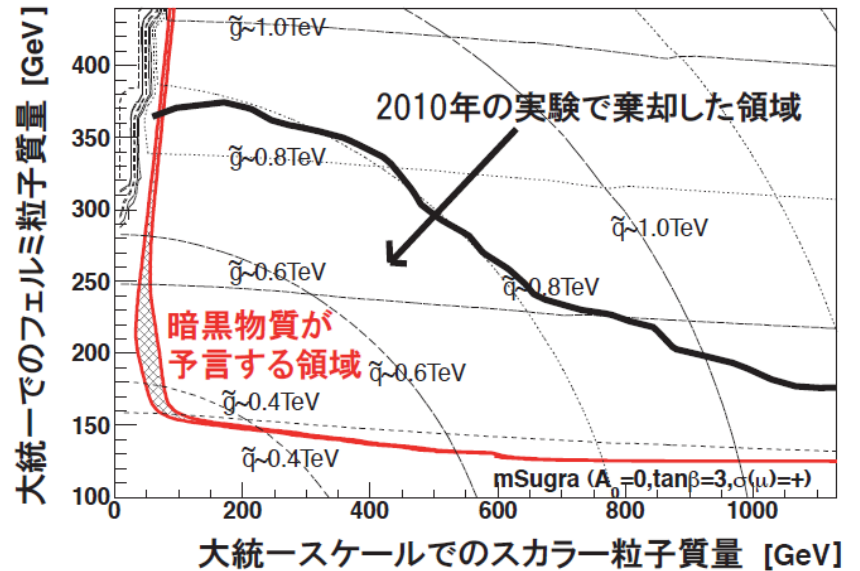 大統一でのフェルミ粒子質量 [GeV]
400
350
300
250
200
150
100
g̃~1.0TeV
2010年の実験で棄却した領域
g̃~0.8TeV
q̃~1.0TeV
g̃~0.6TeV
q̃~0.8TeV
暗黒物質が
予言する領域
q̃~0.6TeV
g̃~0.4TeV
q̃~0.4TeV
mSugra (A₀=0,tanβ=3,σ(μ)=+)
0 200 400 600 800 1000
大統一スケールでのスカラー粒子質量 [GeV]